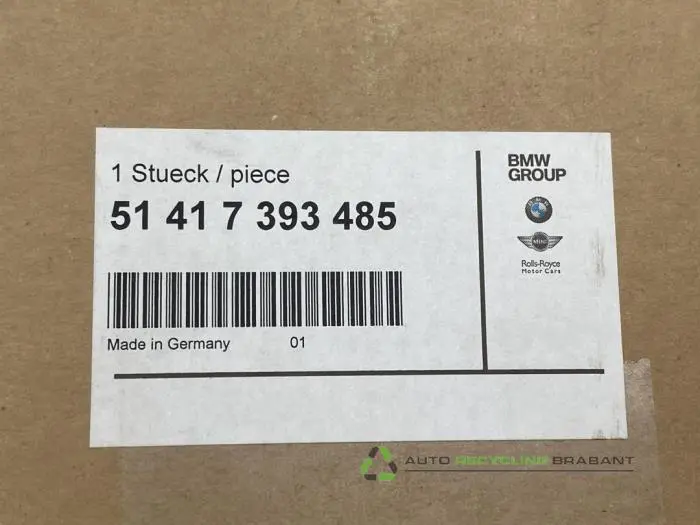 1 Stueck / piece
51 41 7 393 485
Made in Germany 01
BMW
GROUP
MINI
Rolls-Royce
Motor Cars
AUTO RECYCLING BRABANT